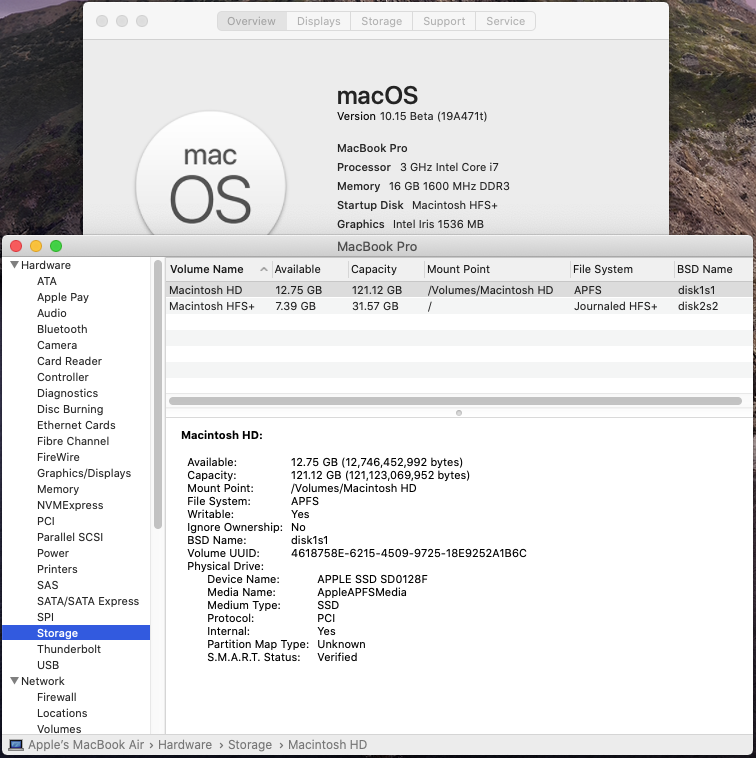 Overview Displays Storage Support Service
mac
OS
macOS
Version 10.15 Beta (19A471t)
MacBook Pro
Processor 3 GHz Intel Core i7
Memory 16 GB 1600 MHz DDR3
Startup Disk Macintosh HFS+
Graphics Intel Iris 1536 MB
MacBook Pro
Hardware
ATA
Apple Pay
Audio
Bluetooth
Camera
Card Reader
Controller
Diagnostics
Disc Burning
Ethernet Cards
Fibre Channel
FireWire
Graphics/Displays
Memory
NVMExpress
PCI
Parallel SCSI
Power
Printers
SAS
SATA/SATA Express
SPI
Storage
Thunderbolt
USB
Network
Firewall
Locations
Volumes
Volume Name Available Capacity Mount Point File System BSD Name
Macintosh HD 12.75 GB 121.12 GB /Volumes/Macintosh HD APFS disk1s1
Macintosh HFS+ 7.39 GB 31.57 GB / Journaled HFS+ disk2s2
Macintosh HD:
Available: 12.75 GB (12,746,452,992 bytes)
Capacity: 121.12 GB (121,123,069,952 bytes)
Mount Point: /Volumes/Macintosh HD
File System: APFS
Writable: Yes
Ignore Ownership: No
BSD Name: disk1s1
Volume UUID: 4618758E-6215-4509-9725-18E9252A1B6C
Physical Drive:
Device Name: APPLE SSD SD0128F
Media Name: AppleAPFSMedia
Medium Type: SSD
Protocol: PCI
Internal: Yes
Partition Map Type: Unknown
S.M.A.R.T. Status: Verified
Apple's MacBook Air › Hardware › Storage › Macintosh HD